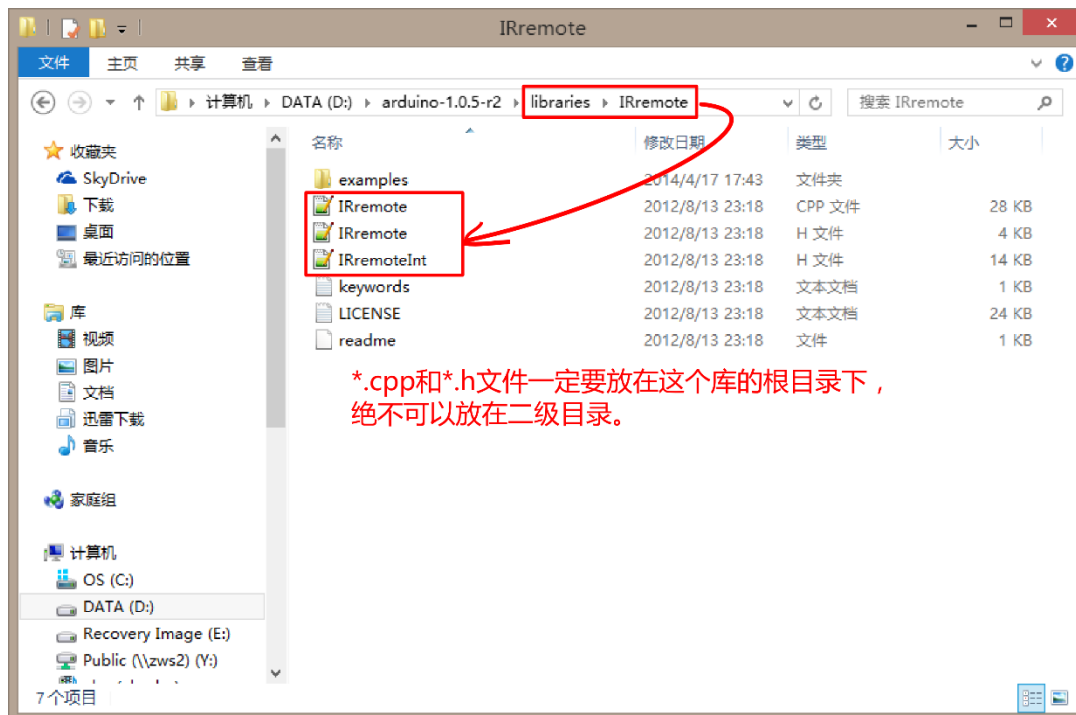 IRremote
文件 主页 共享 查看
计算机 DATA (D:) arduino-1.0.5-r2 libraries IRremote 搜索 IRremote
名称 修改日期 类型 大小
收藏夹
SkyDrive
下载
桌面
最近访问的位置
库
视频
图片
文档
迅雷下载
音乐
家庭组
计算机
OS (C:)
DATA (D:)
Recovery Image (E:)
Public (\\zws2) (Y:)
examples 2014/4/17 17:43 文件夹
IRremote 2012/8/13 23:18 CPP 文件 28 KB
IRremote 2012/8/13 23:18 H 文件 4 KB
IRremoteInt 2012/8/13 23:18 H 文件 14 KB
keywords 2012/8/13 23:18 文本文档 1 KB
LICENSE 2012/8/13 23:18 文本文档 24 KB
readme 2012/8/13 23:18 文件 1 KB
*.cpp和*.h文件一定要放在这个库的根目录下，
绝不可以放在二级目录。
7 个项目